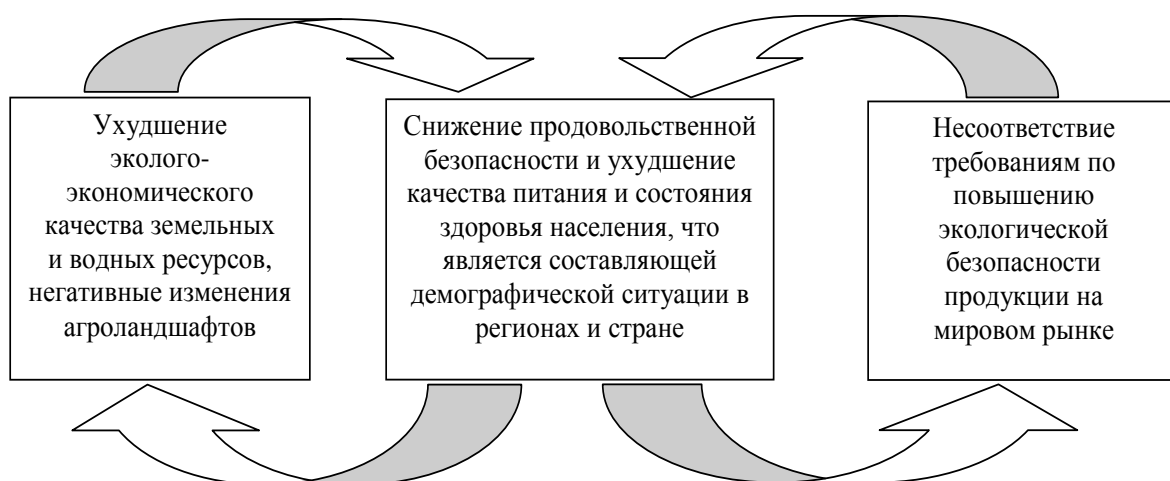 Ухудшение
эколого-
экономического
качества земельных
и водных ресурсов,
негативные изменения
агроландшафтов
Снижение продовольственной
безопасности и ухудшение
качества питания и состояния
здоровья населения, что
является составляющей
демографической ситуации в
регионах и стране
Несоответствие
требованиям по
повышению
экологической
безопасности
продукции на
мировом рынке